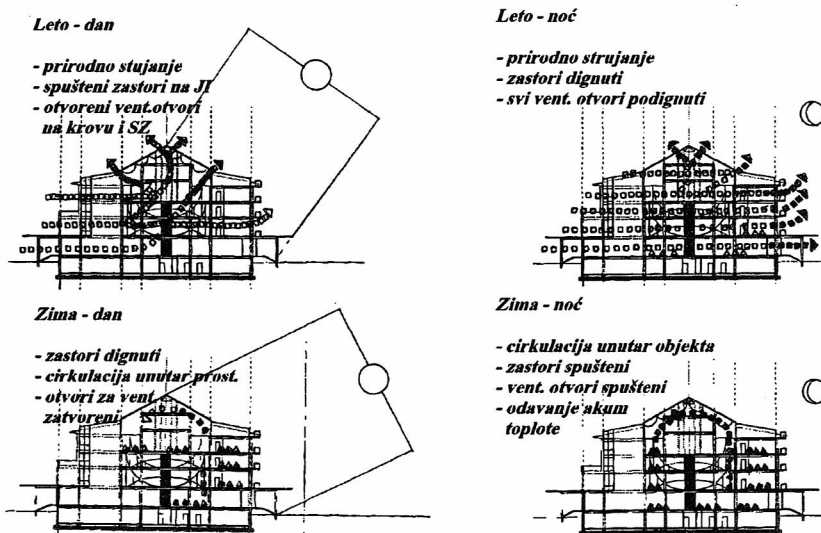 Leto - dan
- prirodno stujanje
- spušteni zastori na JI
- otvoreni vent.otvori
na krovu i SZ
Leto - noć
- prirodno strujanje
- zastori dignuti
- svi vent. otvori podignuti
Zima - dan
- zastori dignuti
- cirkulacija unutar prost.
- otvori za vent.
zatvoreni
Zima - noć
- cirkulacija unutar objekta
- zastori spušteni
- vent. otvori spušteni
- odavanje akum
toplote